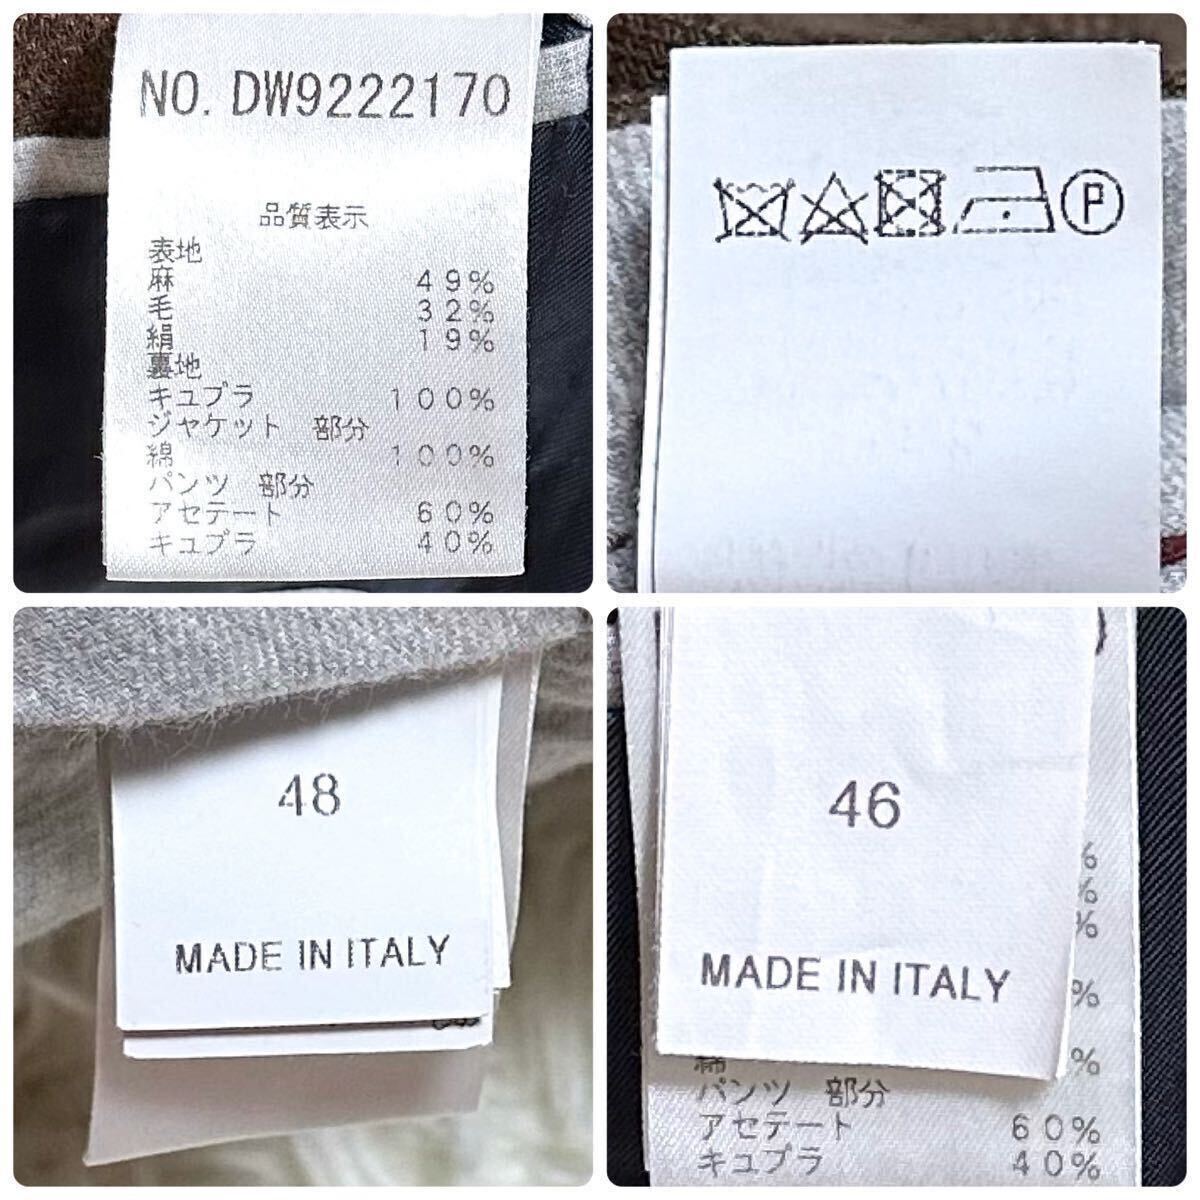 NO. DW9222170
品質表示
表地
麻 49%
毛 32%
絹 19%
裏地
キュプラ 100%
ジャケット 部分
綿 100%
パンツ 部分
アセテート 60%
キュプラ 40%
P
48
MADE IN ITALY
46
MADE IN ITALY
%
%
%
%
綿 %
パンツ 部分
アセテート 60%
キュプラ 40%